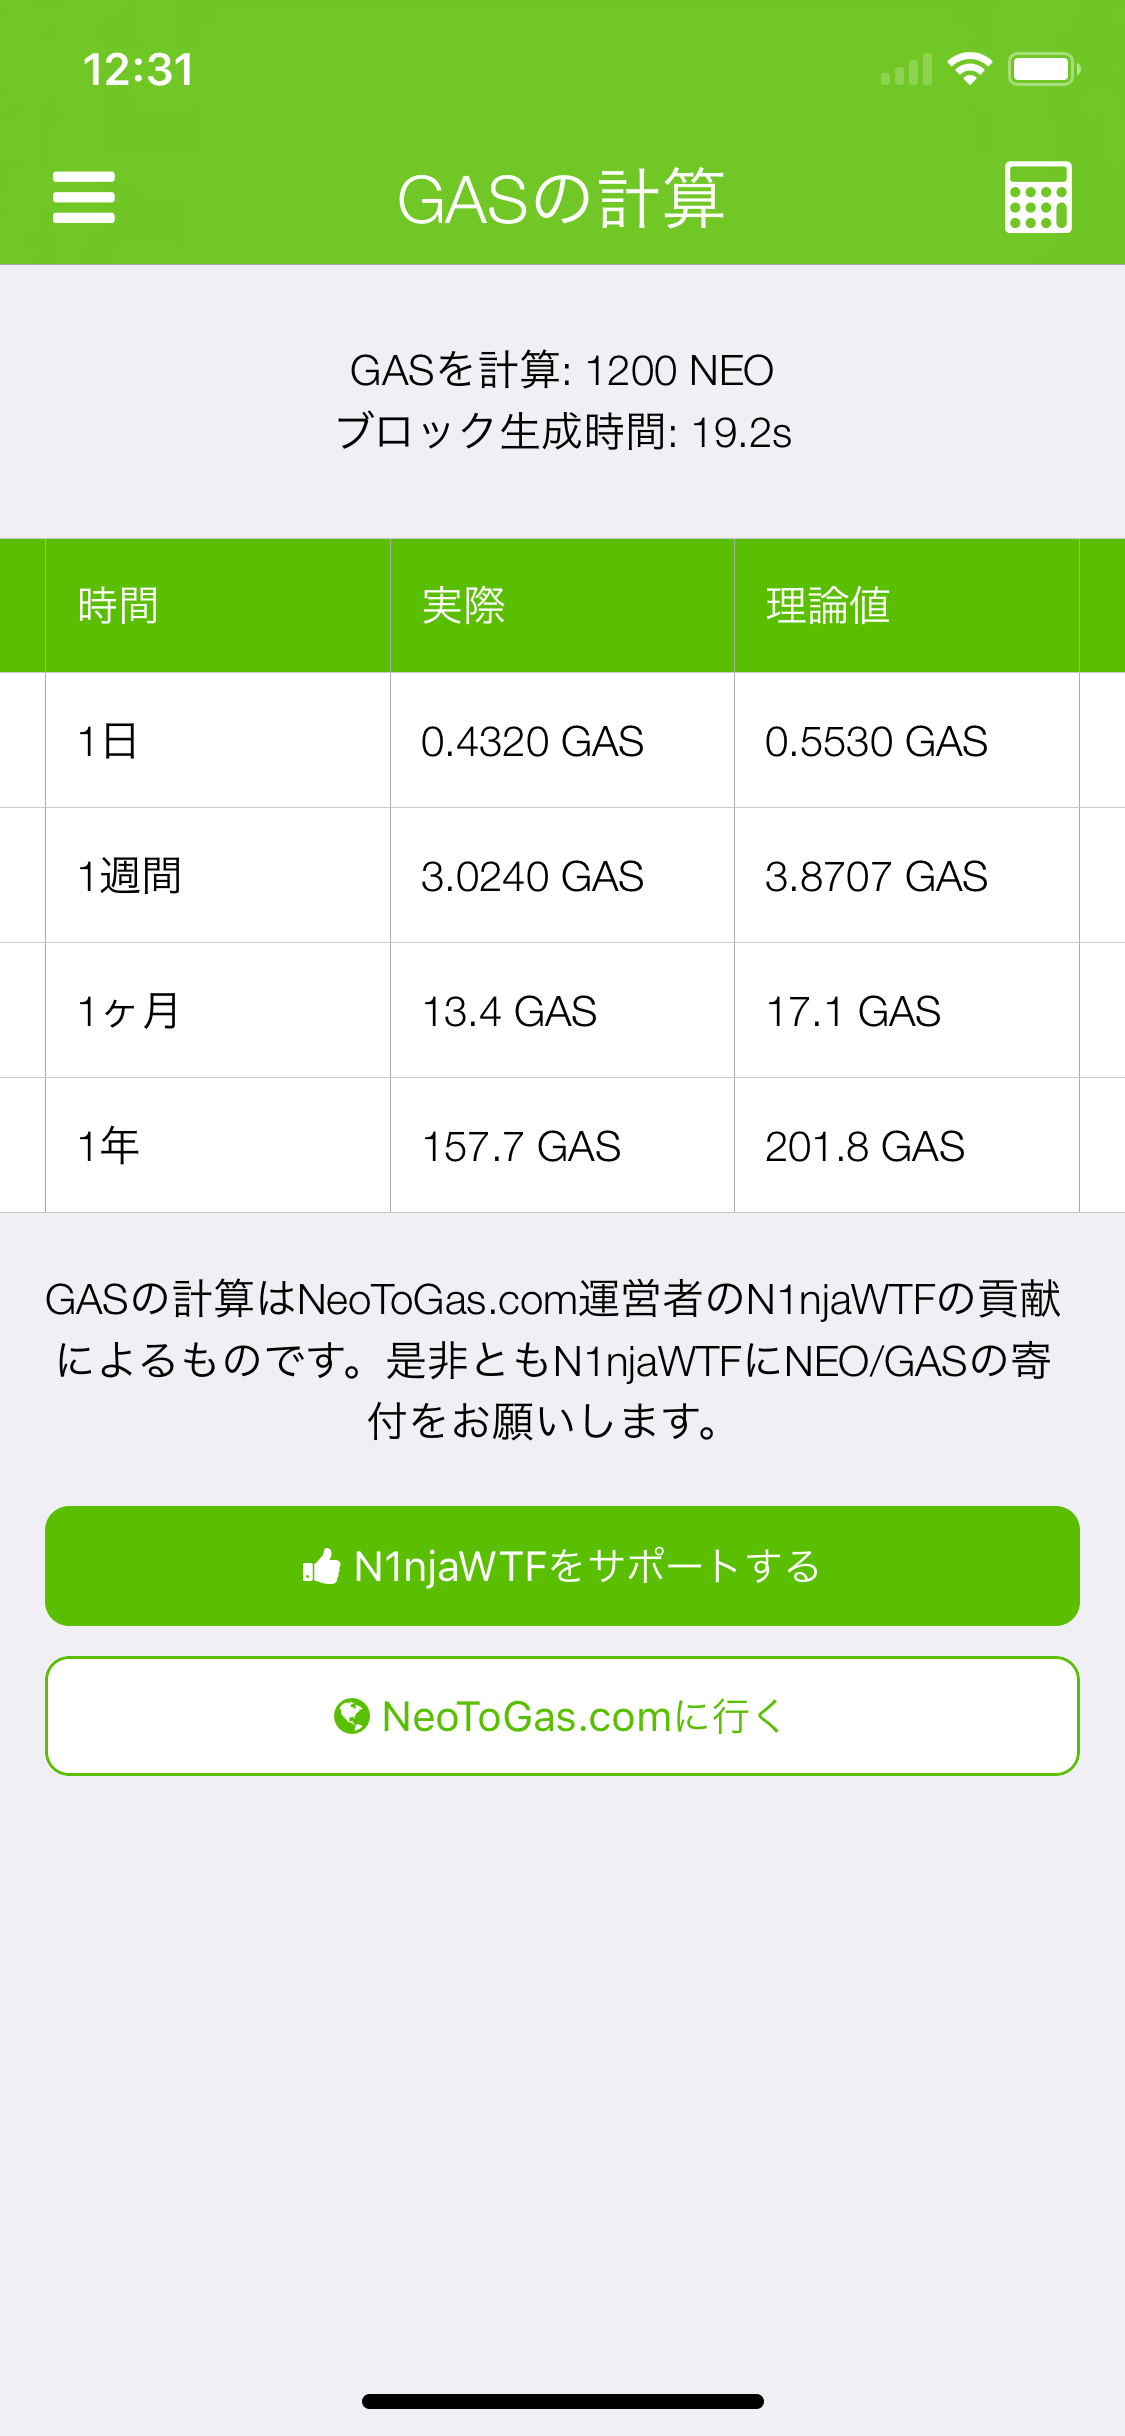 12:31
GASの計算
GASを計算: 1200 NEO
ブロック生成時間: 19.2s
時間 実際 理論値
1日 0.4320 GAS 0.5530 GAS
1週間 3.0240 GAS 3.8707 GAS
1ヶ月 13.4 GAS 17.1 GAS
1年 157.7 GAS 201.8 GAS
GASの計算はNeoToGas.com運営者のN1njaWTFの貢献
によるものです。是非ともN1njaWTFにNEO/GASの寄
付をお願いします。
N1njaWTFをサポートする
NeoToGas.comに行く